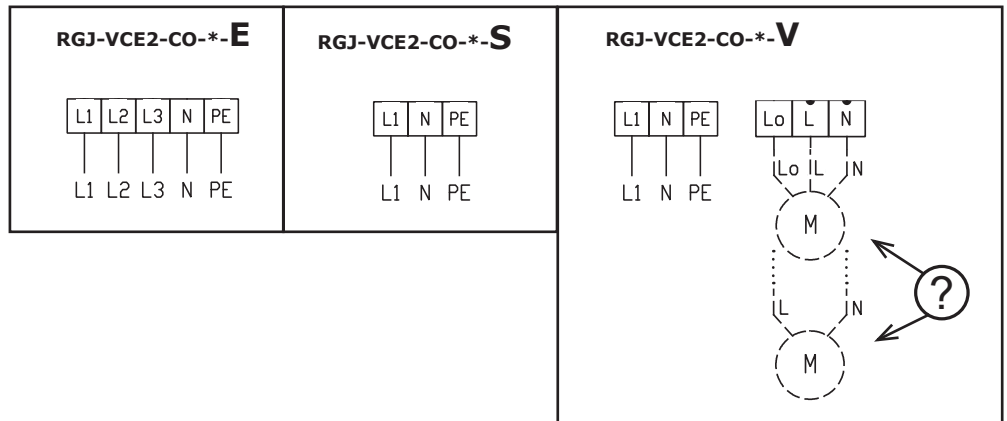 RGJ-VCE2-CO-*-E
L1 L2 L3 N PE
L1 L2 L3 N PE
RGJ-VCE2-CO-*-S
L1 N PE
L1 N PE
RGJ-VCE2-CO-*-V
L1 N PE
L1 N PE
Lo L N
Lo L N
M
L N
M
?